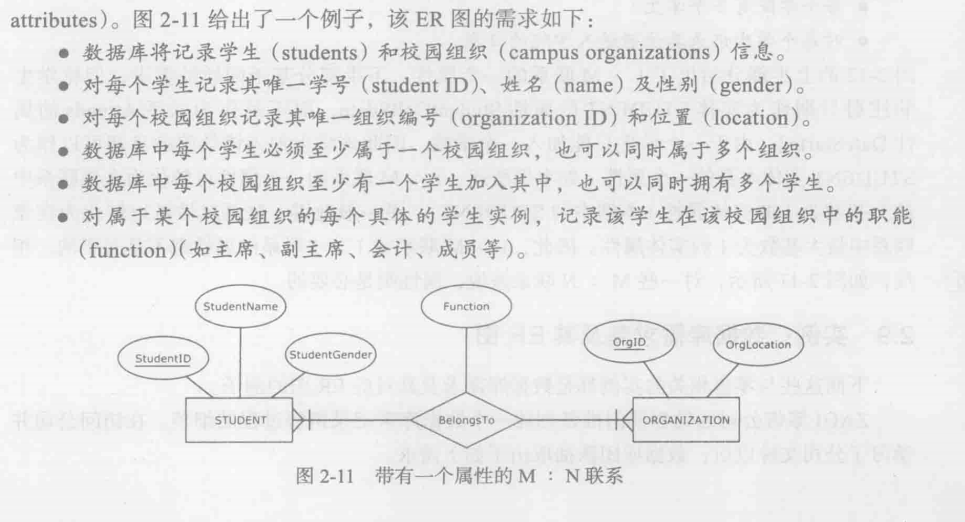 attributes)。图 2-11 给出了一个例子，该 ER 图的需求如下：
● 数据库将记录学生（students）和校园组织（campus organizations）信息。
● 对每个学生记录其唯一学号（student ID）、姓名（name）及性别（gender）。
● 对每个校园组织记录其唯一组织编号（organization ID）和位置（location）。
● 数据库中每个学生必须至少属于一个校园组织，也可以同时属于多个组织。
● 数据库中每个校园组织至少有一个学生加入其中，也可以同时拥有多个学生。
● 对属于某个校园组织的每个具体的学生实例，记录该学生在该校园组织中的职能
(function)(如主席、副主席、会计、成员等)。
StudentName
Function
StudentID
StudentGender
OrgID
OrgLocation
STUDENT
BelongsTo
ORGANIZATION
图 2-11 带有一个属性的 M : N 联系